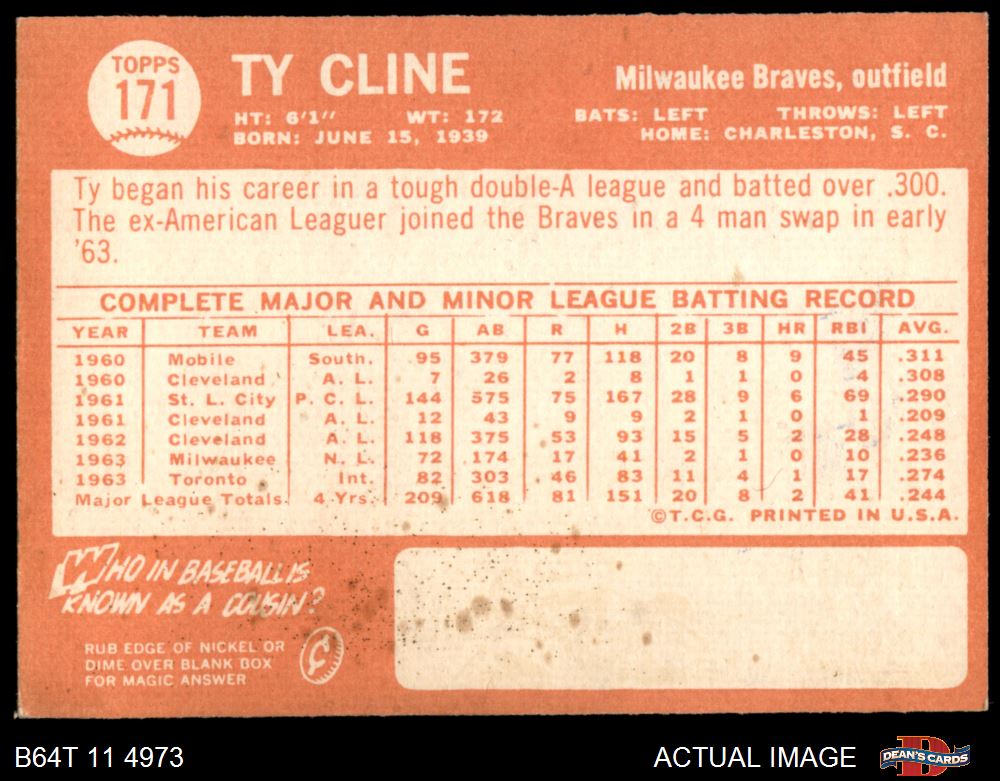 TOPPS
171
TY CLINE
Milwaukee Braves, outfield
HT: 6'1" WT: 172
BATS: LEFT THROWS: LEFT
BORN: JUNE 15, 1939
HOME: CHARLESTON, S. C.
Ty began his career in a tough double-A league and batted over .300.
The ex-American Leaguer joined the Braves in a 4 man swap in early
'63.
COMPLETE MAJOR AND MINOR LEAGUE BATTING RECORD
YEAR TEAM LEA. G AB R H 2B 3B HR RBI AVG.
1960 Mobile South. 95 379 77 118 20 8 9 45 .311
1960 Cleveland A. L. 7 26 2 8 1 1 0 4 .308
1961 St. L. City P. C. L. 144 575 75 167 28 9 6 69 .290
1961 Cleveland A. L. 12 43 9 9 2 1 0 1 .209
1962 Cleveland A. L. 118 375 53 93 15 5 2 28 .248
1963 Milwaukee N. L. 72 174 17 41 2 1 0 10 .236
1963 Toronto Int. 82 303 46 83 11 4 1 17 .274
Major League Totals 4 Yrs. 209 618 81 151 20 8 2 41 .244
©T.C.G. PRINTED IN U.S.A.
WHO IN BASEBALL IS
KNOWN AS A COUSIN?
RUB EDGE OF NICKEL OR
DIME OVER BLANK BOX
FOR MAGIC ANSWER
B64T 11 4973
ACTUAL IMAGE
DEAN'S CARDS